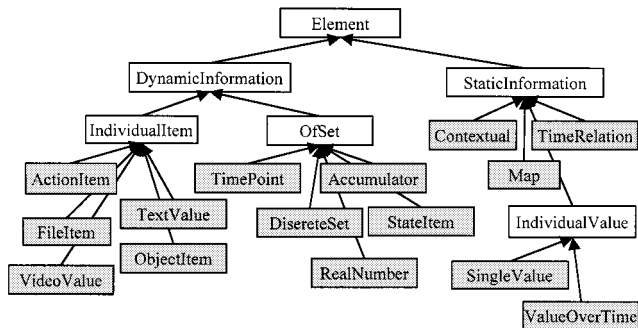 Element
DynamicInformation
StaticInformation
IndividualItem
OfSet
Contextual
TimeRelation
ActionItem
TimePoint
Accumulator
Map
TextValue
FileItem
DisereteSet
StateItem
IndividualValue
ObjectItem
VideoValue
RealNumber
SingleValue
ValueOverTime